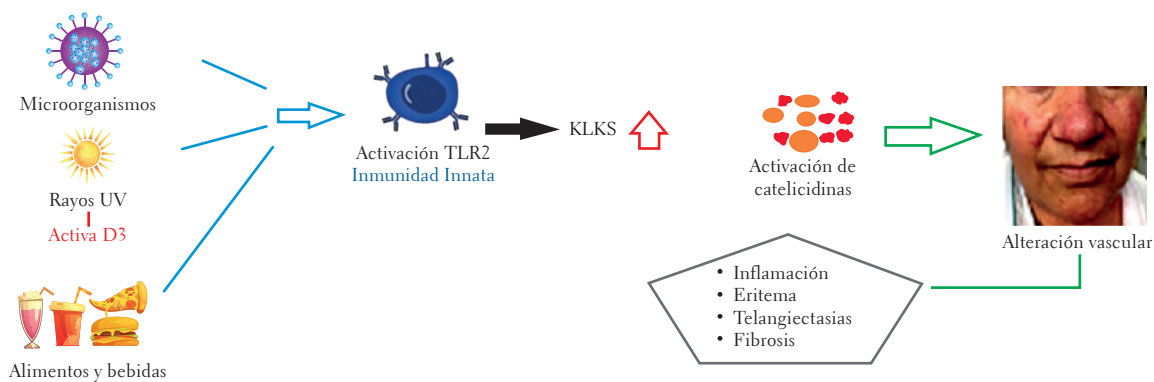 Microorganismos
Rayos UV
Activa D3
Alimentos y bebidas
Activación TLR2
Inmunidad Innata
KLKS
Activación de
catelicidinas
Alteración vascular
• Inflamación
• Eritema
• Telangiectasias
• Fibrosis